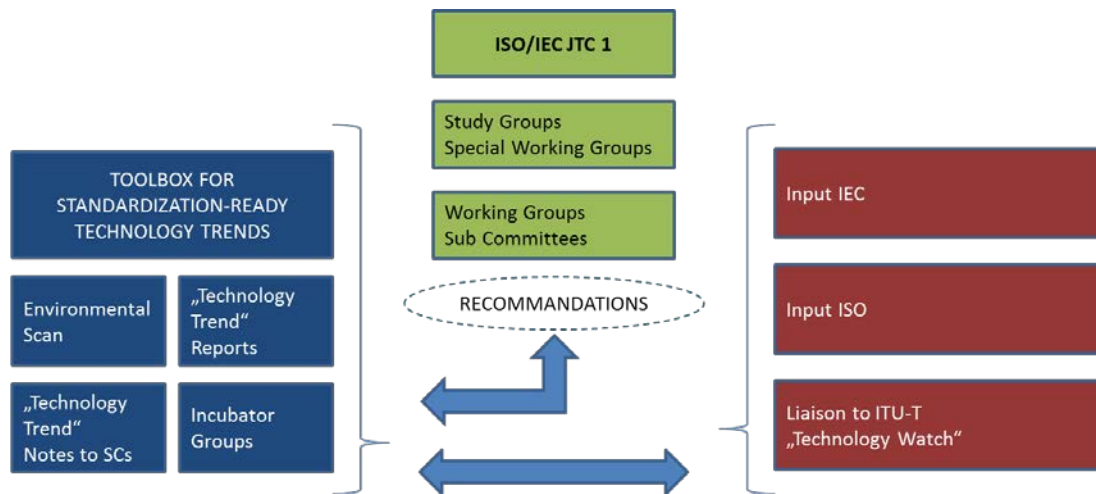 ISO/IEC JTC 1
Study Groups
Special Working Groups
Working Groups
Sub Committees
RECOMMANDATIONS
TOOLBOX FOR
STANDARDIZATION-READY
TECHNOLOGY TRENDS
Environmental
Scan
„Technology
Trend“
Reports
„Technology
Trend“
Notes to SCs
Incubator
Groups
Input IEC
Input ISO
Liaison to ITU-T
„Technology Watch“